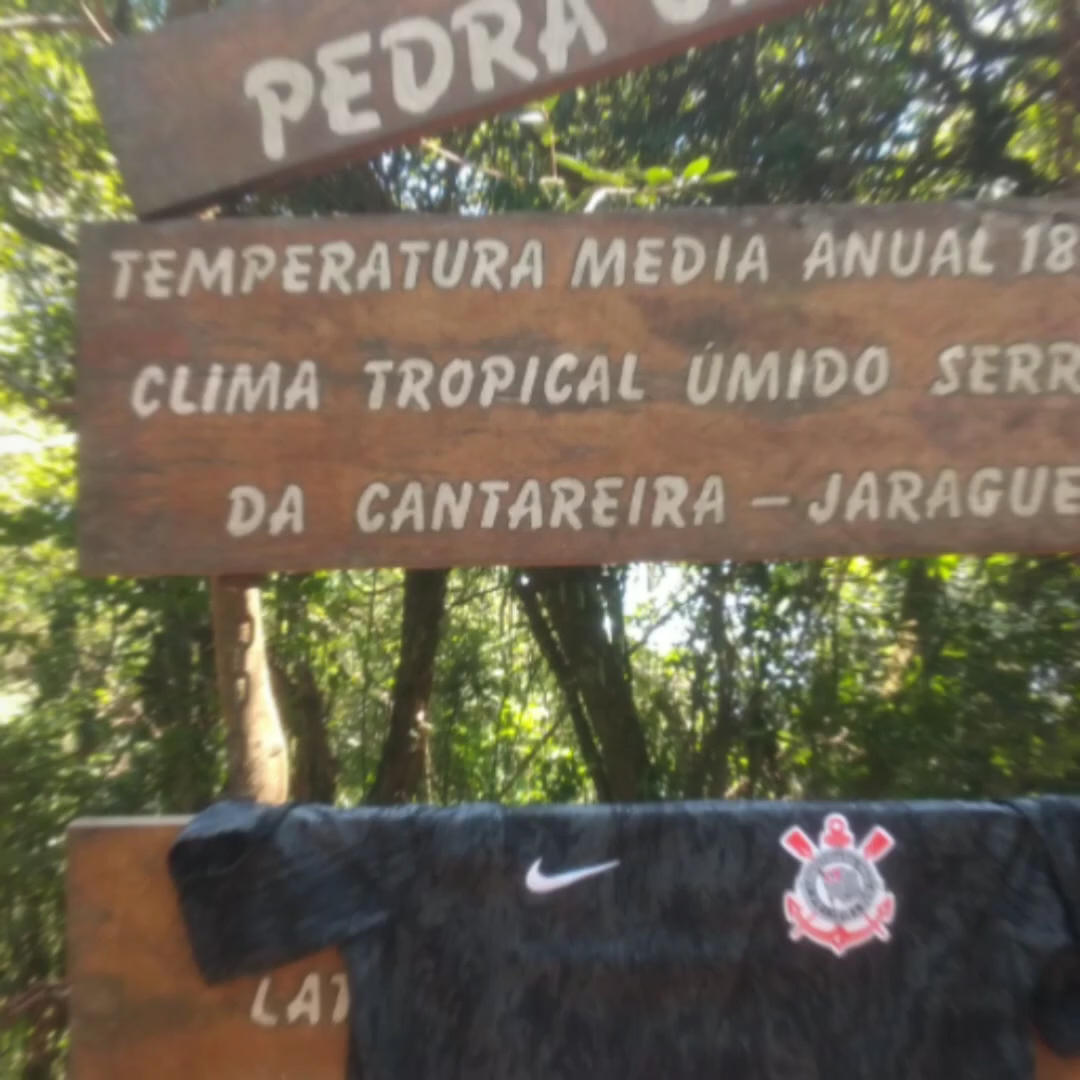 PEDRA
TEMPERATURA MEDIA ANUAL 18
CLIMA TROPICAL ÚMIDO SERR
DA CANTAREIRA – JARAGUE
LAT